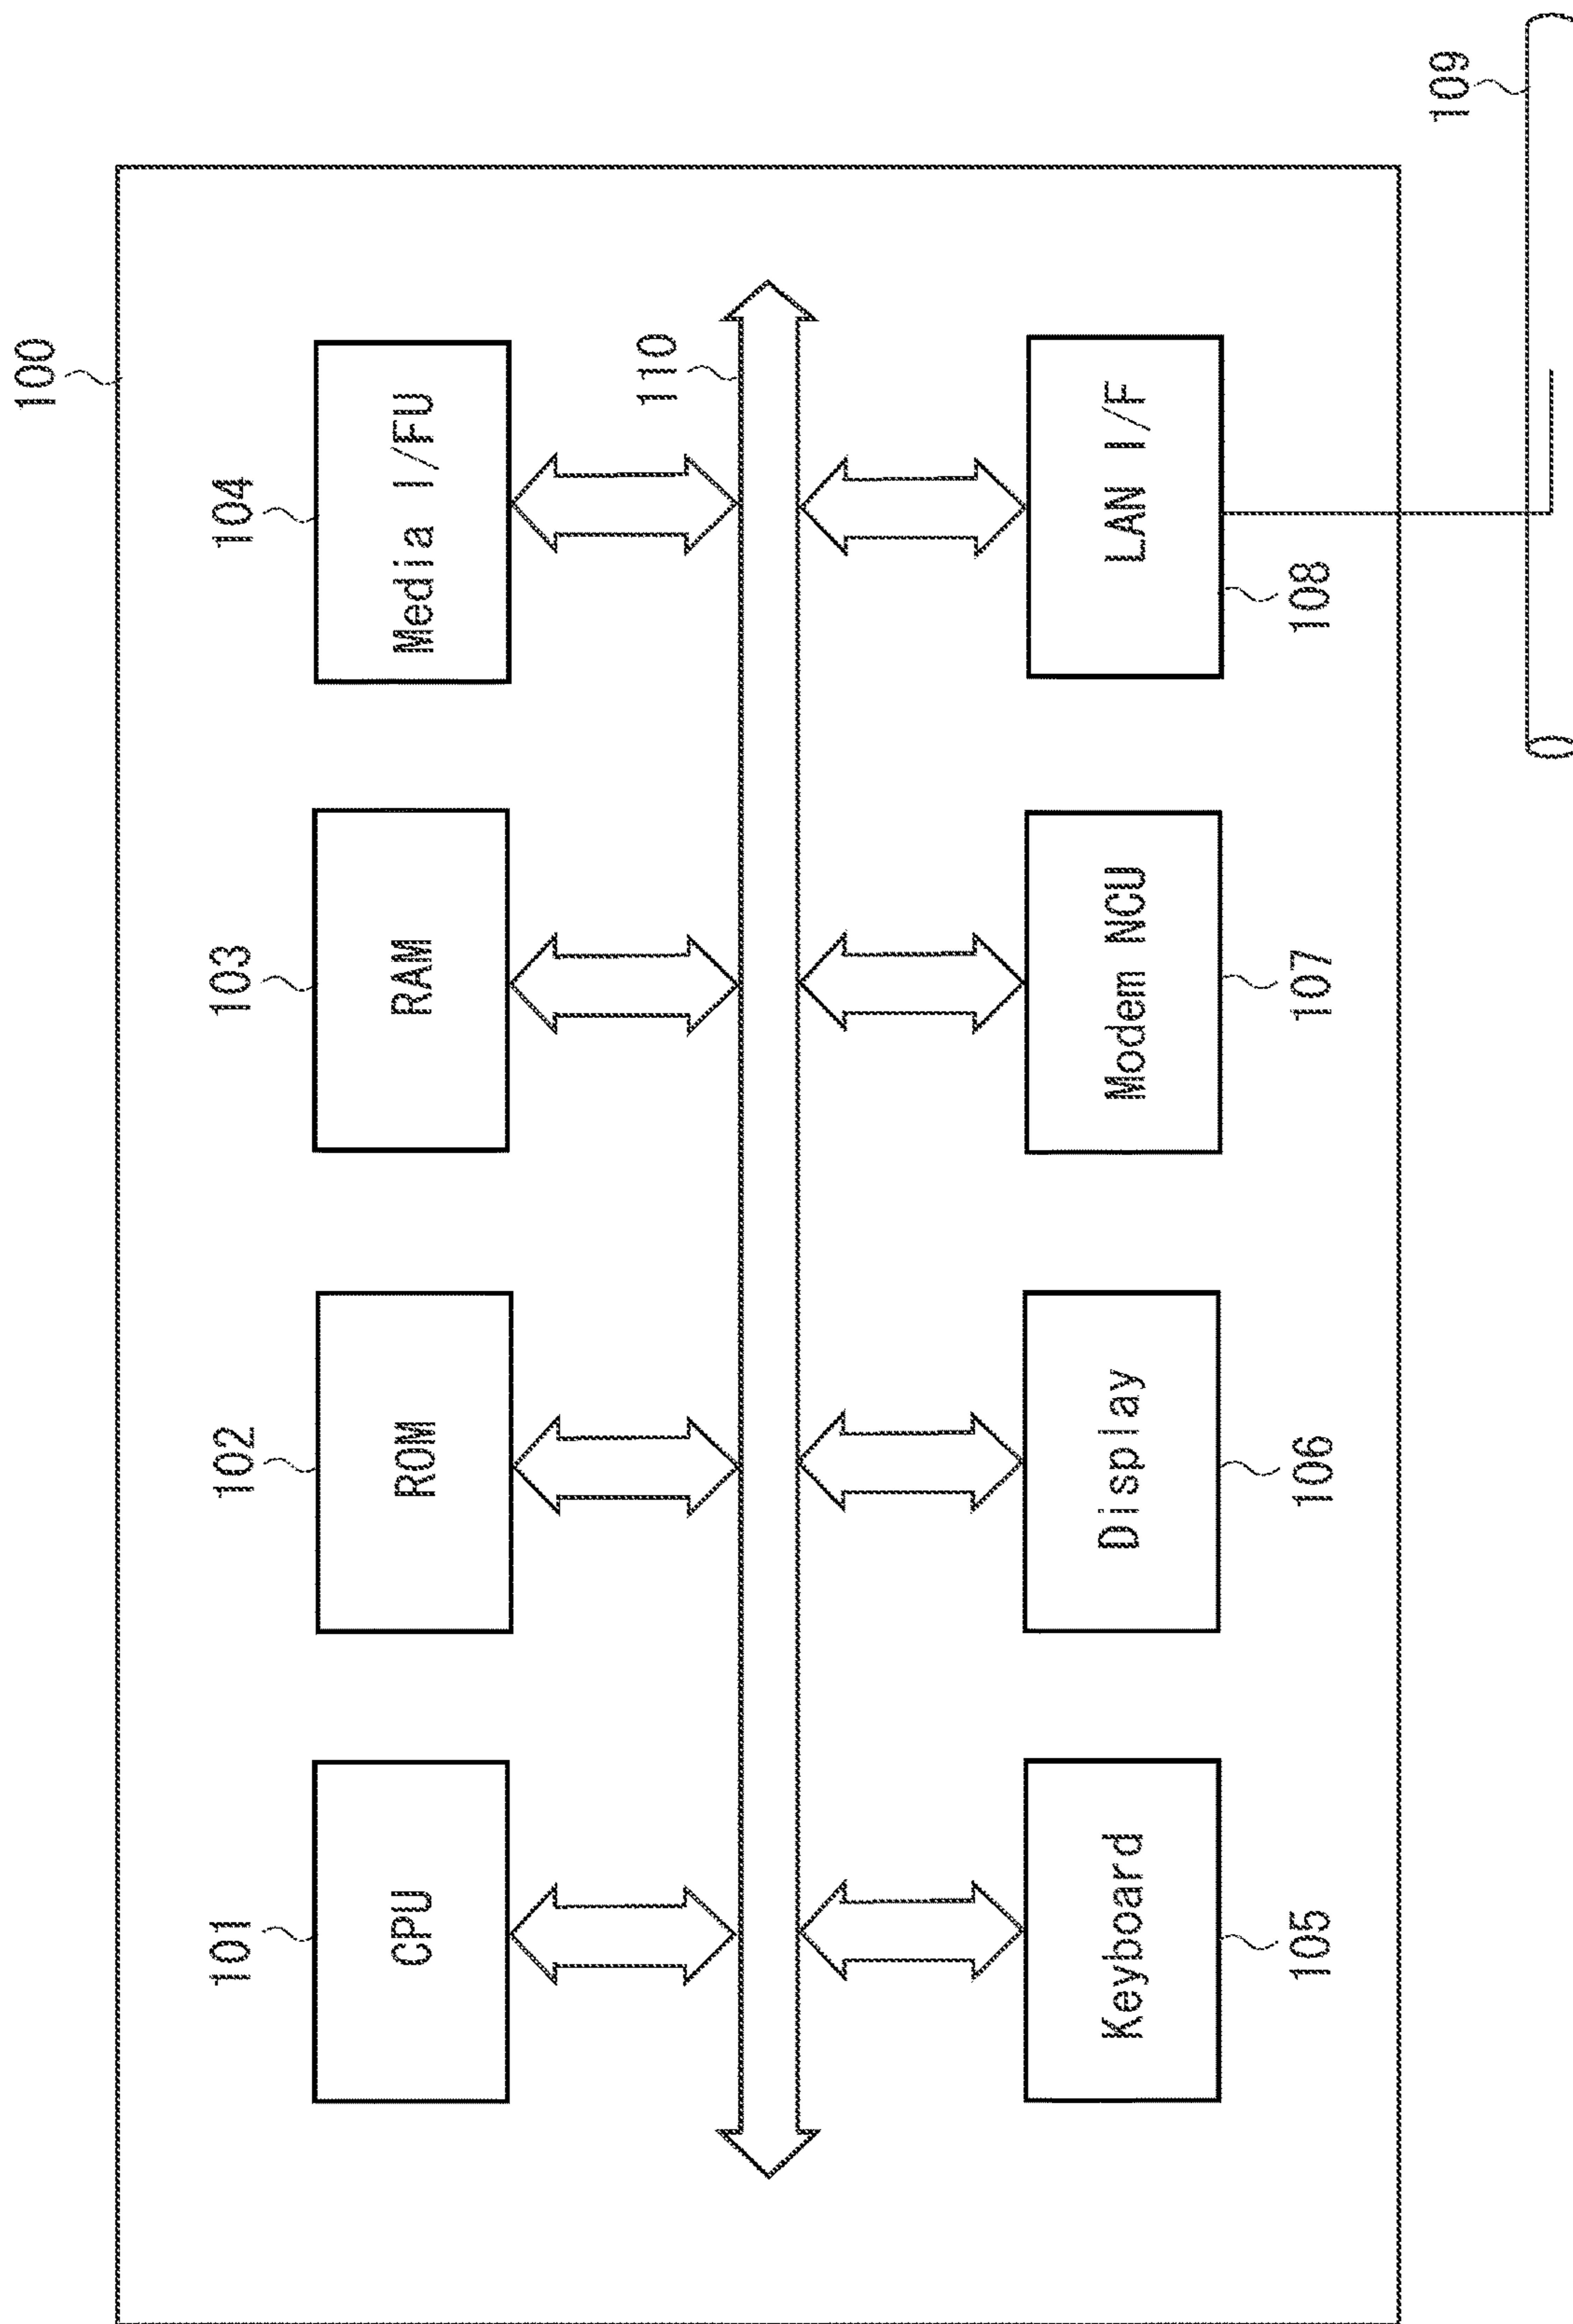 100
101
102
103
104
CPU
ROM
RAM
Media I/FU
110
Keyboard
Display
Modem NCU
LAN I/F
105
106
107
108
109